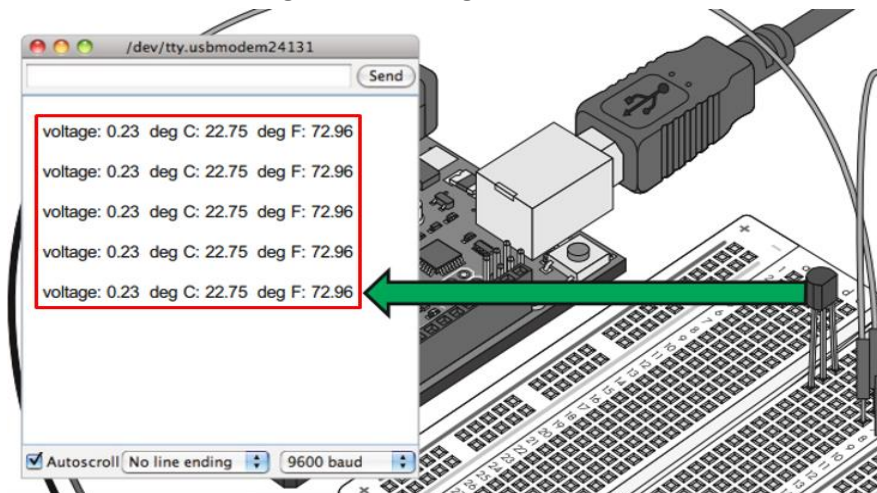 /dev/tty.usbmodem24131
Send
voltage: 0.23 deg C: 22.75 deg F: 72.96
voltage: 0.23 deg C: 22.75 deg F: 72.96
voltage: 0.23 deg C: 22.75 deg F: 72.96
voltage: 0.23 deg C: 22.75 deg F: 72.96
voltage: 0.23 deg C: 22.75 deg F: 72.96
Autoscroll
No line ending
9600 baud